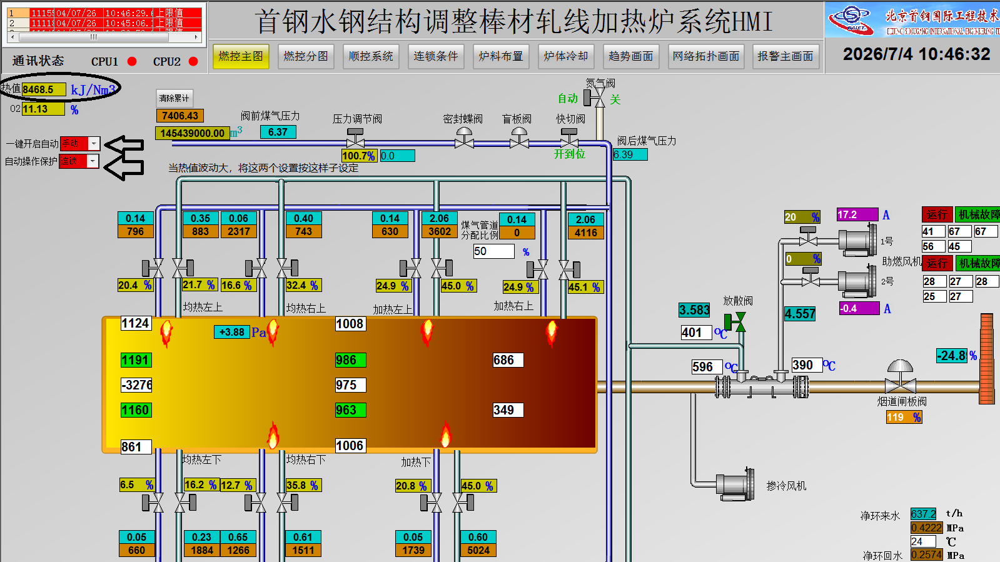 首钢水钢结构调整棒材轧线加热炉系统HMI
北京首钢国际工程技术
BEIJING SHOUGANG INTERNATIONAL ENGINEERING TE
BSIET
1 1115 04/07/26 10:46:29. 上限值
2 1111 04/07/26 10:45:06. 上限值
通讯状态 CPU1 CPU2
燃控主图 燃控分图 顺控系统 连锁条件 炉料布置 炉体冷却 趋势画面 网络拓扑画面 报警主画面
2026/7/4 10:46:32
热值 8468.5 kJ/Nm3
O2 11.13 %
一键开启自动 手动
自动操作保护 连锁
清除累计
7406.43
145439000.00 m³
阀前煤气压力
6.37
压力调节阀
100.7% 0.0
密封蝶阀
盲板阀
快切阀
开到位
氮气阀
自动 关
阀后煤气压力
6.39
当热值波动大，将这两个设置按这样子设定
0.14 0.35 0.06 0.40 0.14 2.06 0.14 2.06
796 883 2317 743 630 3602 0 4116
煤气管道
分配比例
50 %
20.4 % 21.7 % 16.6 % 32.4 % 24.9 % 45.0 % 24.9 % 45.1 %
均热左上 均热右上 加热左上 加热右上
1124 +3.88 Pa 1008
1191 986 686
-3276 975
1160 963 349
861 1006
均热左下 均热右下 加热下
6.5 % 16.2 % 12.7 % 35.8 % 20.8 % 45.0 %
0.05 0.23 0.65 0.61 0.05 0.60
660 1884 1266 1511 1739 5024
20 % 17.2 A
1号
0 %
助燃风机
2号
-0.4 A
运行 机械故障
41 67 67
56 45
运行 机械故障
28 27 28
25 27
放散阀
3.583
401 ℃
4.557
596 ℃
390 ℃
-24.8 %
烟道闸板阀
119 %
掺冷风机
净环来水 637.2 t/h
0.4222 MPa
24 ℃
净环回水 0.2574 MPa